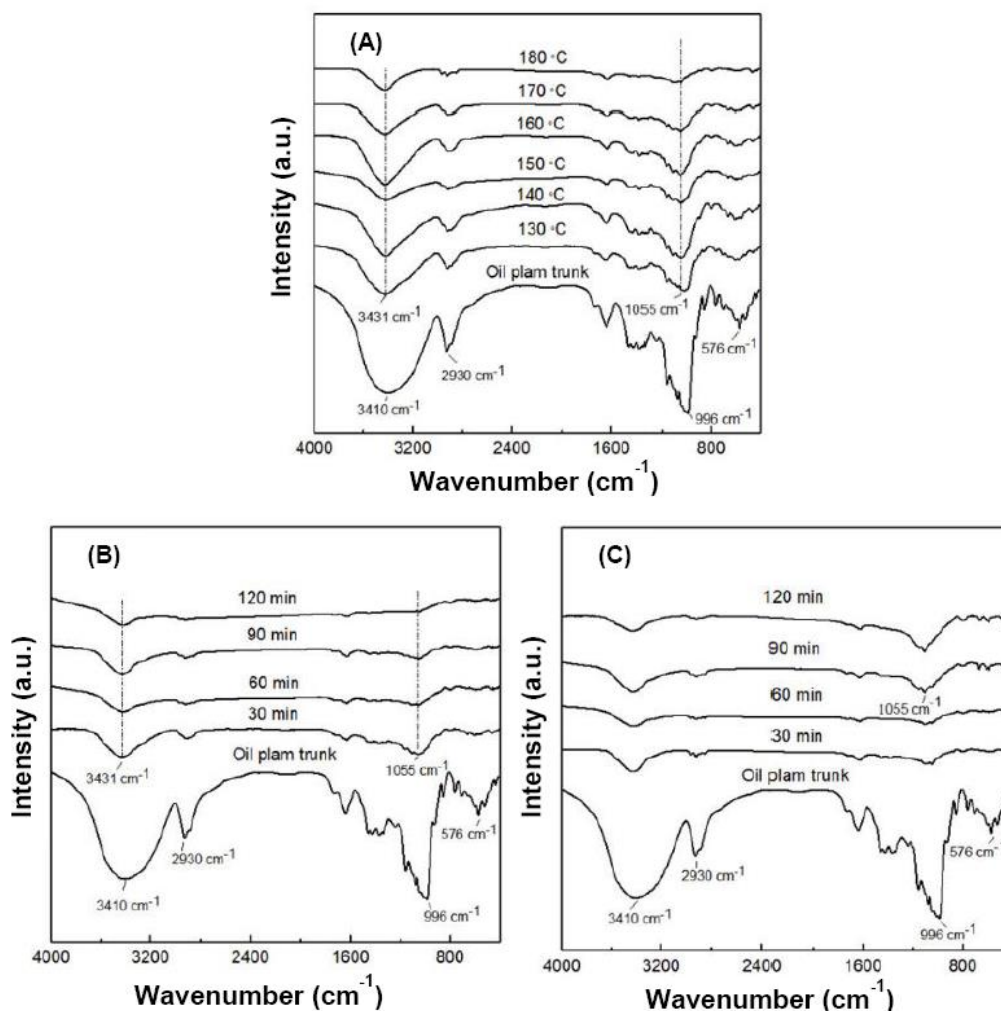 (A)
180 °C
170 °C
160 °C
150 °C
140 °C
130 °C
Oil plam trunk
3431 cm-1
1055 cm-1
576 cm-1
2930 cm-1
3410 cm-1
996 cm-1
4000 3200 2400 1600 800
Wavenumber (cm-1)
Intensity (a.u.)
(B)
120 min
90 min
60 min
30 min
Oil plam trunk
3431 cm-1
1055 cm-1
576 cm-1
2930 cm-1
3410 cm-1
996 cm-1
4000 3200 2400 1600 800
Wavenumber (cm-1)
Intensity (a.u.)
(C)
120 min
90 min
1055 cm-1
60 min
30 min
Oil plam trunk
576 cm-1
2930 cm-1
3410 cm-1
996 cm-1
4000 3200 2400 1600 800
Wavenumber (cm-1)
Intensity (a.u.)